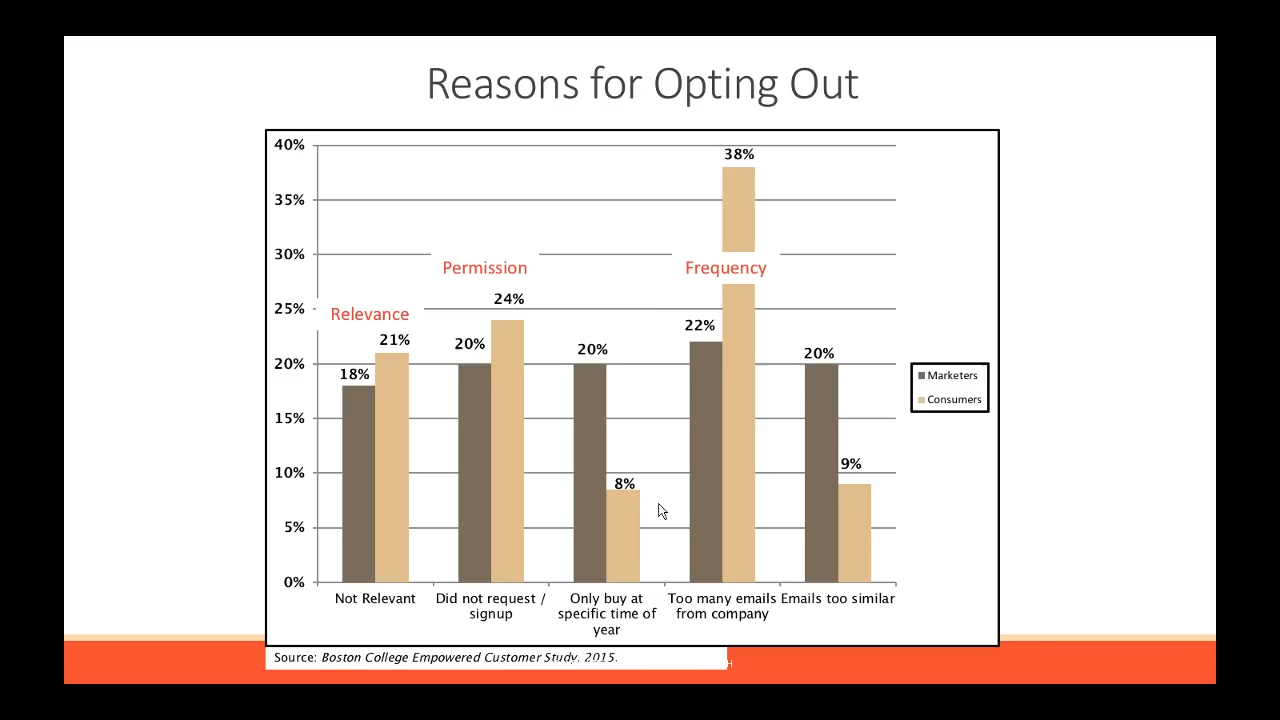 Reasons for Opting Out
40%
35%
30%
25%
20%
15%
10%
5%
0%
Relevance
Permission
Frequency
18%
21%
20%
24%
20%
8%
22%
38%
20%
9%
Not Relevant
Did not request /
signup
Only buy at
specific time of
year
Too many emails
from company
Emails too similar
Marketers
Consumers
Source: Boston College Empowered Customer Study, 2015.